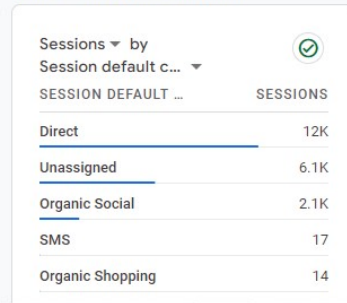 Sessions by
Session default c...
SESSION DEFAULT ... SESSIONS
Direct 12K
Unassigned 6.1K
Organic Social 2.1K
SMS 17
Organic Shopping 14